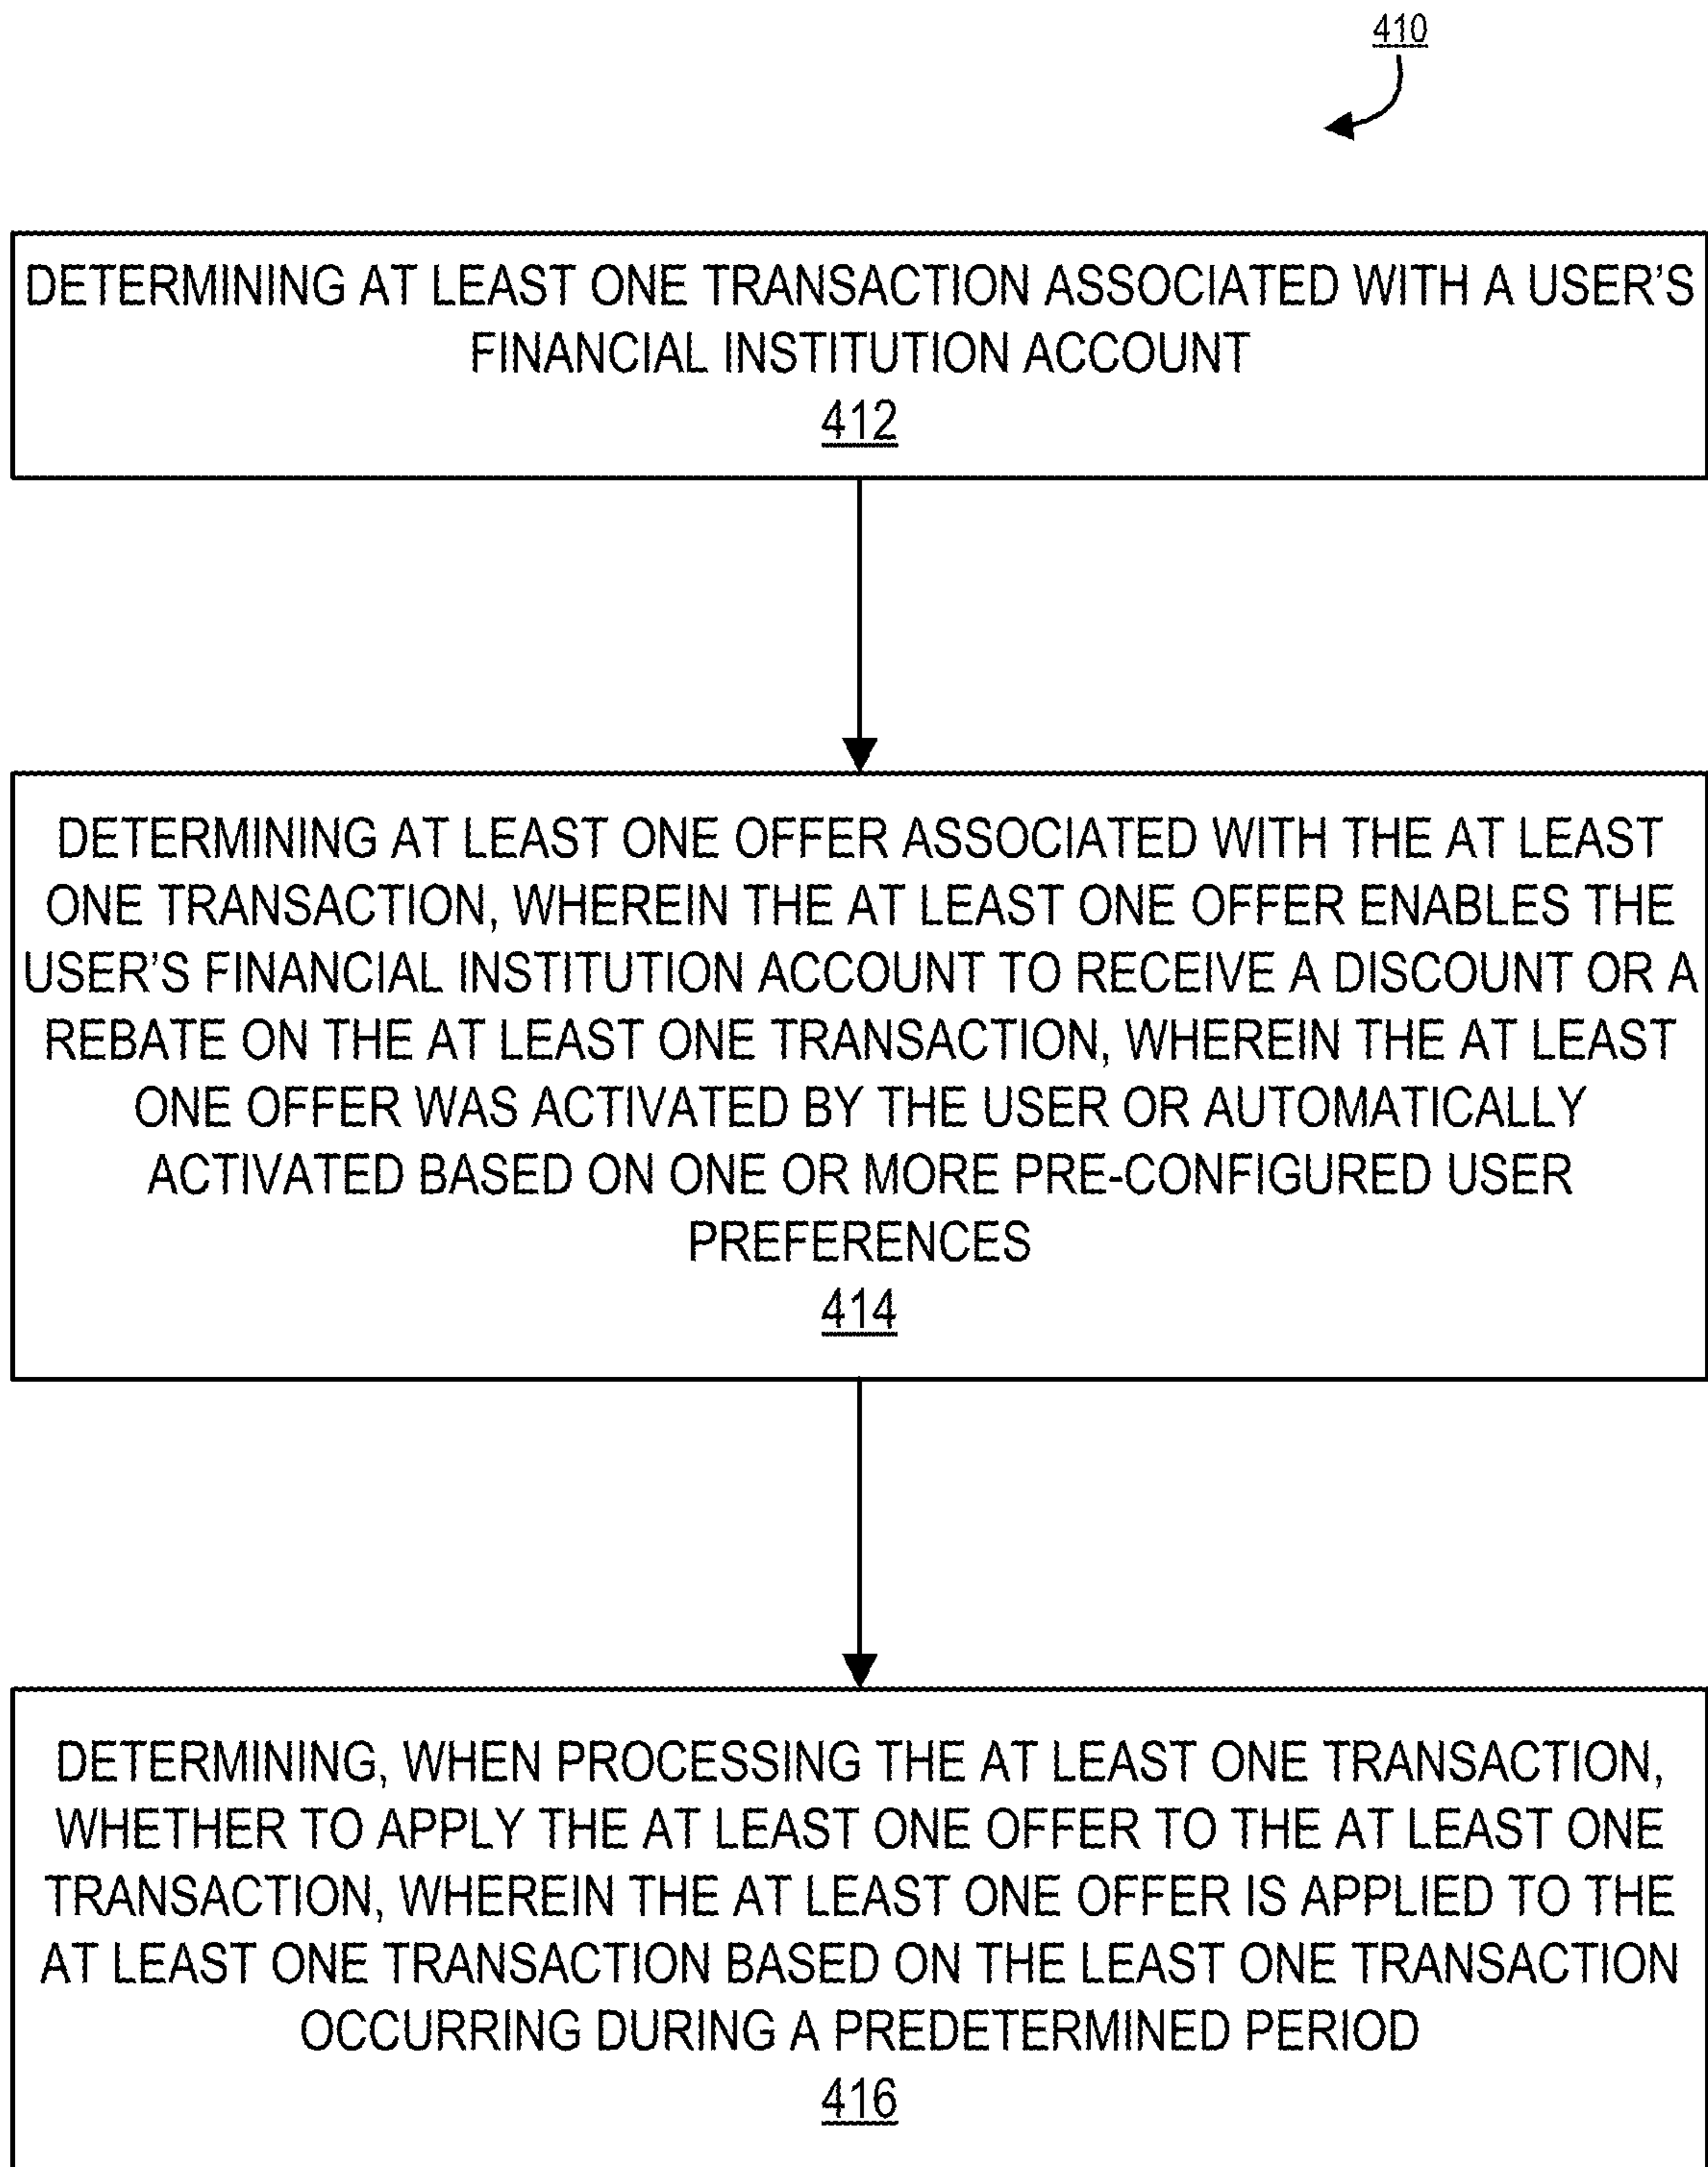 410
DETERMINING AT LEAST ONE TRANSACTION ASSOCIATED WITH A USER'S
FINANCIAL INSTITUTION ACCOUNT
412
DETERMINING AT LEAST ONE OFFER ASSOCIATED WITH THE AT LEAST
ONE TRANSACTION, WHEREIN THE AT LEAST ONE OFFER ENABLES THE
USER'S FINANCIAL INSTITUTION ACCOUNT TO RECEIVE A DISCOUNT OR A
REBATE ON THE AT LEAST ONE TRANSACTION, WHEREIN THE AT LEAST
ONE OFFER WAS ACTIVATED BY THE USER OR AUTOMATICALLY
ACTIVATED BASED ON ONE OR MORE PRE-CONFIGURED USER
PREFERENCES
414
DETERMINING, WHEN PROCESSING THE AT LEAST ONE TRANSACTION,
WHETHER TO APPLY THE AT LEAST ONE OFFER TO THE AT LEAST ONE
TRANSACTION, WHEREIN THE AT LEAST ONE OFFER IS APPLIED TO THE
AT LEAST ONE TRANSACTION BASED ON THE LEAST ONE TRANSACTION
OCCURRING DURING A PREDETERMINED PERIOD
416